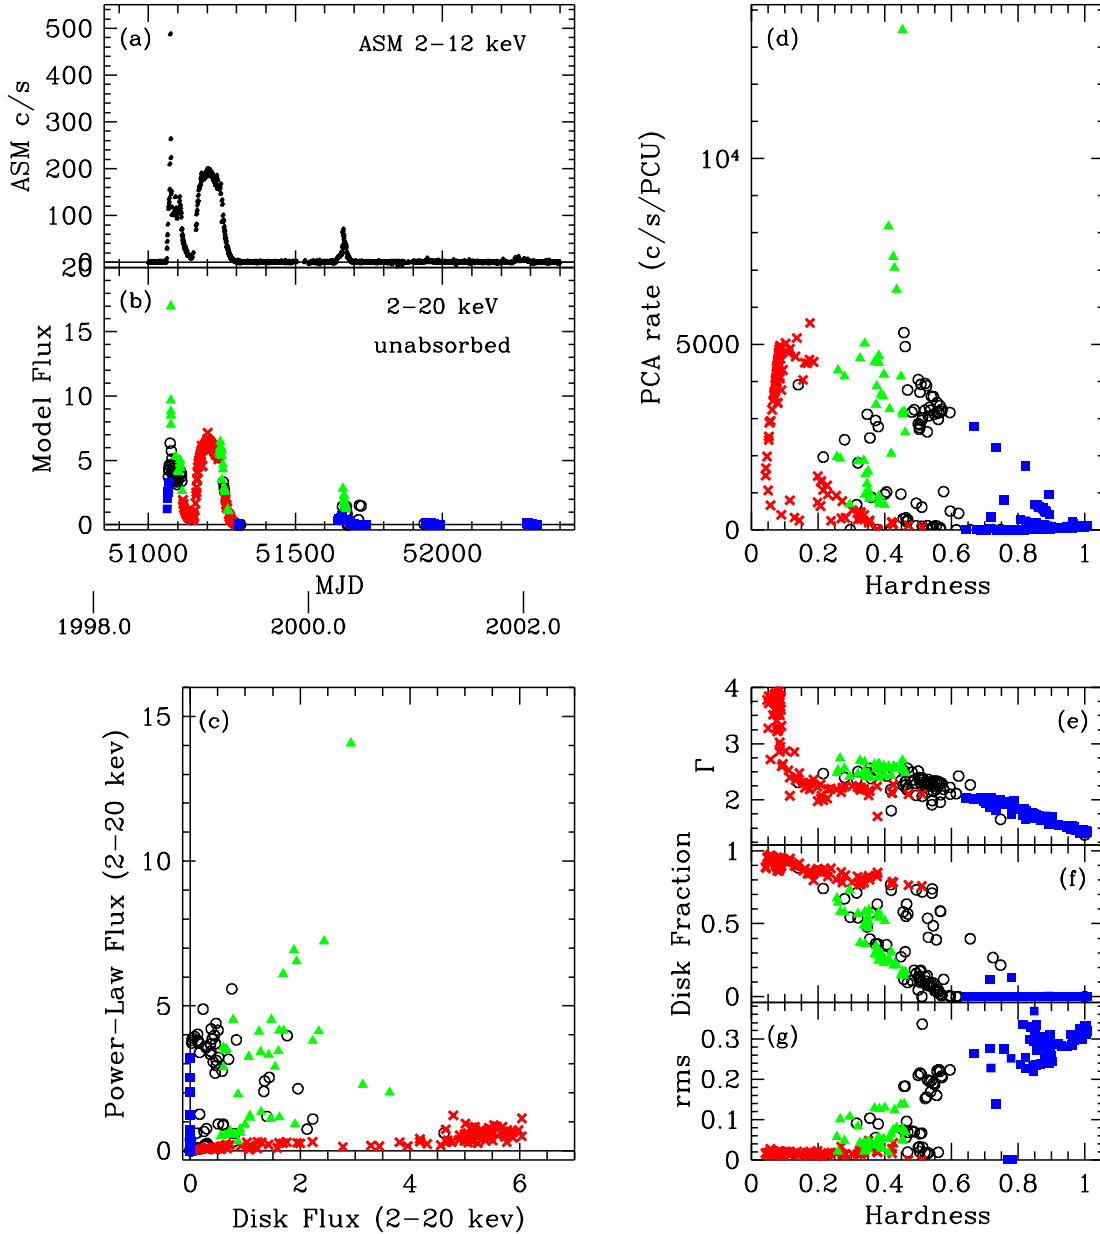 (a)
ASM 2−12 keV
ASM c/s
500
400
300
200
100
0
(b)
2−20 keV
unabsorbed
Model Flux
20
15
10
5
0
51000 51500 52000
MJD
1998.0 2000.0 2002.0
(d)
PCA rate (c/s/PCU)
10⁴
5000
0
0 0.2 0.4 0.6 0.8 1
Hardness
(c)
Power−Law Flux (2−20 kev)
15
10
5
0
0 2 4 6
Disk Flux (2−20 kev)
(e)
Γ
4
3
2
(f)
Disk Fraction
1
0.5
0
(g)
rms
0.3
0.2
0.1
0
0 0.2 0.4 0.6 0.8 1
Hardness